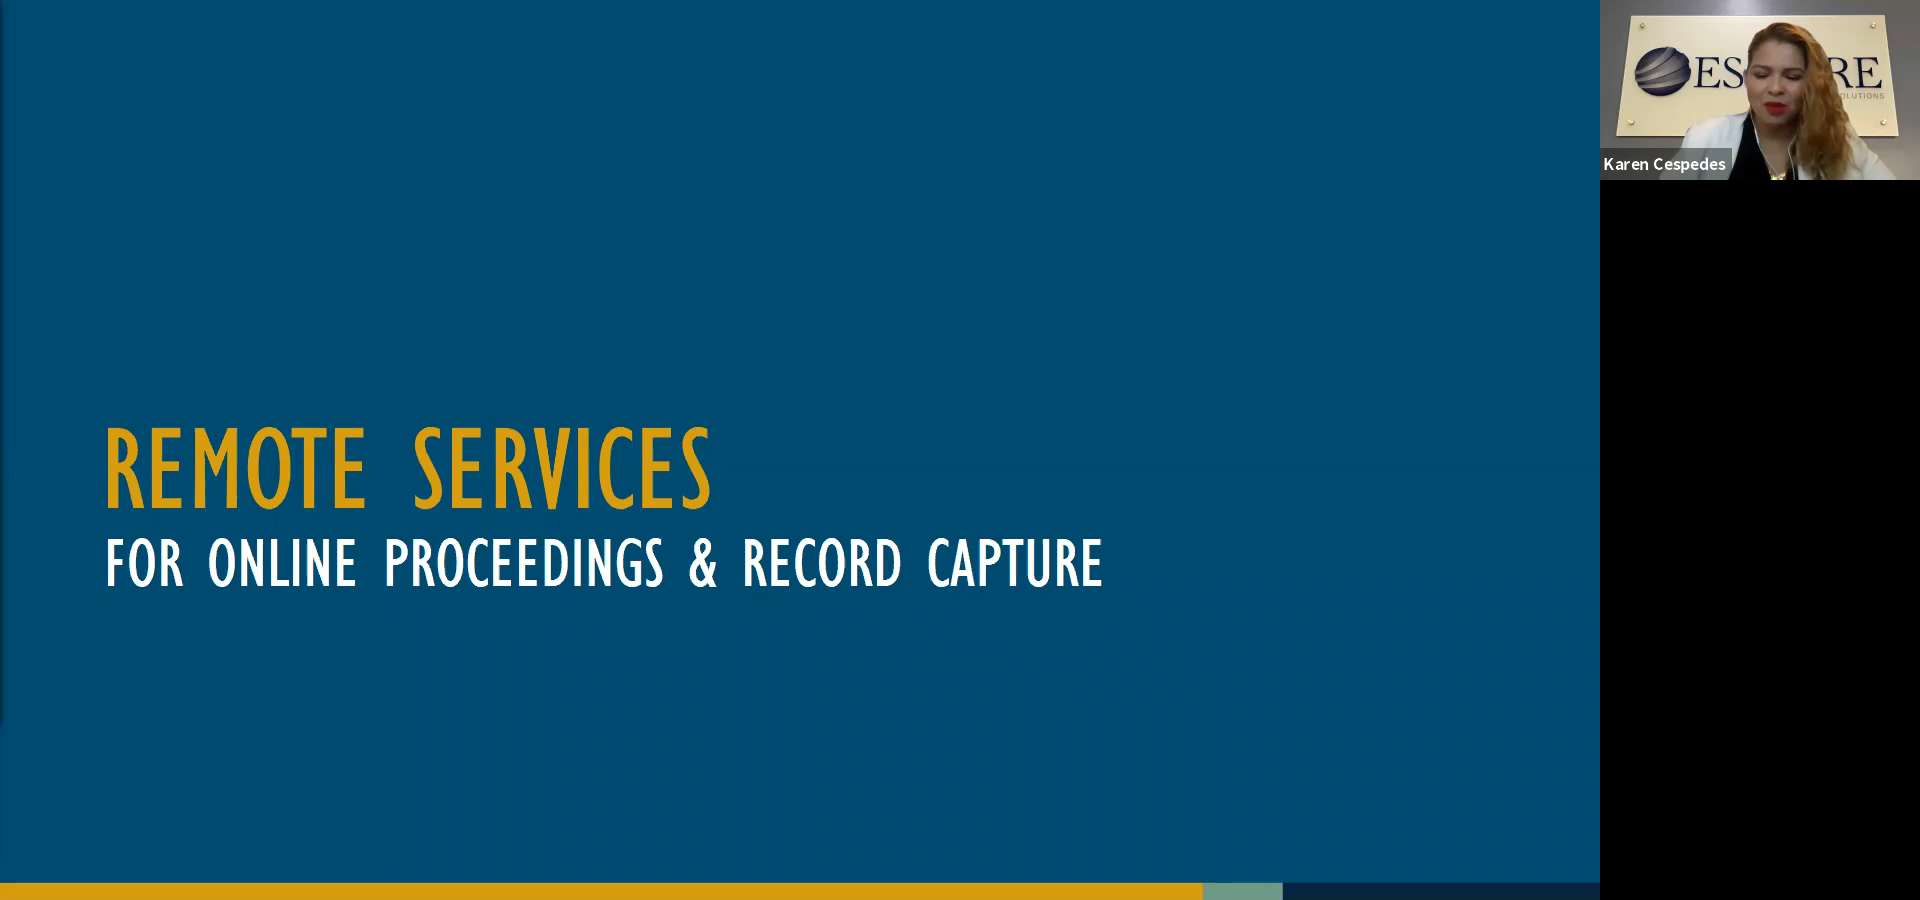 REMOTE SERVICES
FOR ONLINE PROCEEDINGS & RECORD CAPTURE
Karen Cespedes